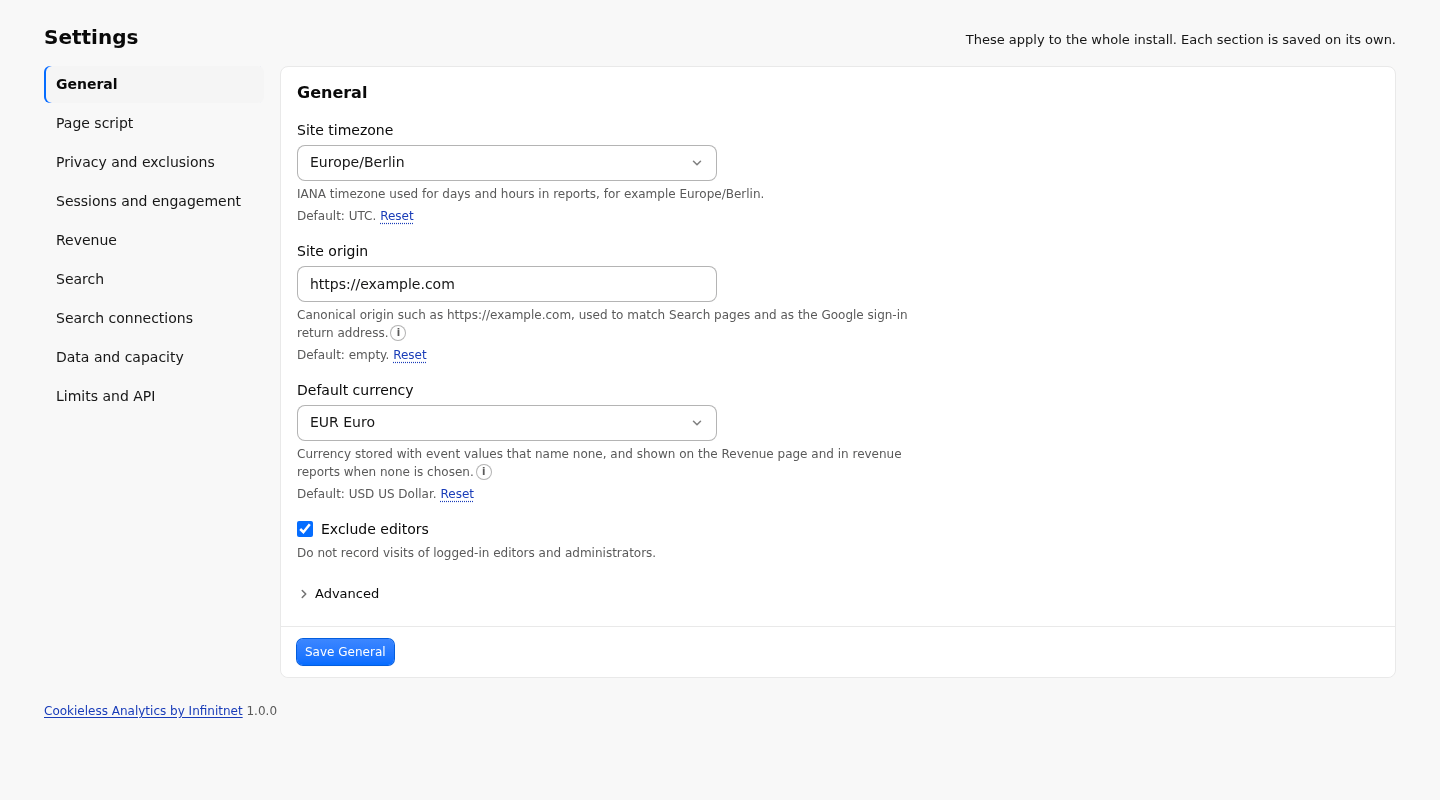 Settings
These apply to the whole install. Each section is saved on its own.
General
Page script
Privacy and exclusions
Sessions and engagement
Revenue
Search
Search connections
Data and capacity
Limits and API
General
Site timezone
Europe/Berlin
IANA timezone used for days and hours in reports, for example Europe/Berlin.
Default: UTC. Reset
Site origin
https://example.com
Canonical origin such as https://example.com, used to match Search pages and as the Google sign-in
return address. i
Default: empty. Reset
Default currency
EUR Euro
Currency stored with event values that name none, and shown on the Revenue page and in revenue
reports when none is chosen. i
Default: USD US Dollar. Reset
Exclude editors
Do not record visits of logged-in editors and administrators.
Advanced
Save General
Cookieless Analytics by Infinitnet 1.0.0